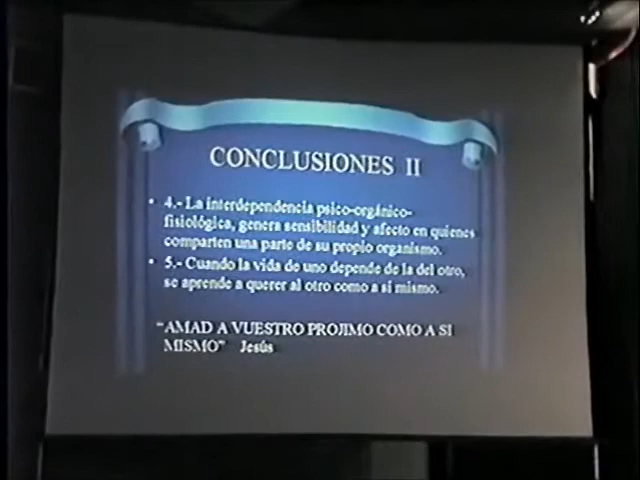 CONCLUSIONES II
• 4.- La interdependencia psico-orgánico-
fisiológica, genera sensibilidad y afecto en quienes
comparten una parte de su propio organismo.
• 5.- Cuando la vida de uno depende de la del otro,
se aprende a querer al otro como a si mismo.
“AMAD A VUESTRO PROJIMO COMO A SI
MISMO” Jesús